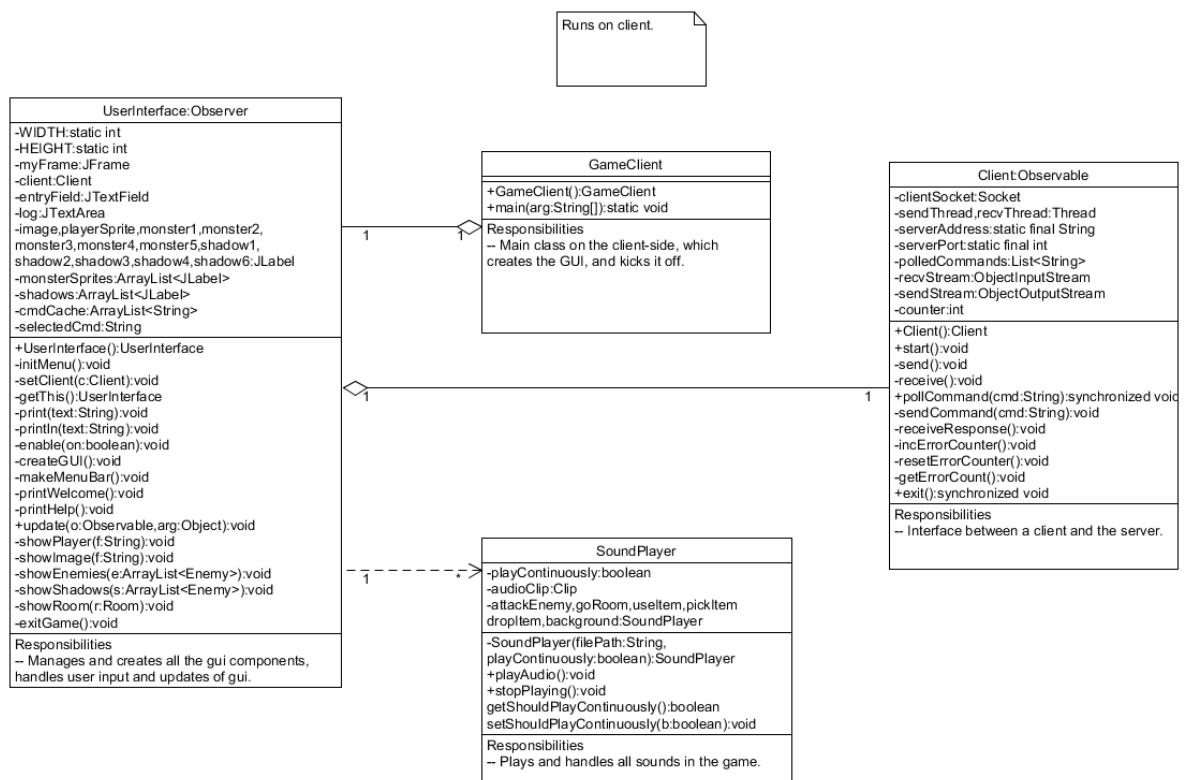 Runs on client.
UserInterface:Observer
-WIDTH:static int
-HEIGHT:static int
-myFrame:JFrame
-client:Client
-entryField:JTextField
-log:JTextArea
-image,playerSprite,monster1,monster2,
monster3,monster4,monster5,shadow1,
shadow2,shadow3,shadow4,shadow6:JLabel
-monsterSprites:ArrayList<JLabel>
-shadows:ArrayList<JLabel>
-cmdCache:ArrayList<String>
-selectedCmd:String
+UserInterface():UserInterface
-initMenu():void
-setClient(c:Client):void
-getThis():UserInterface
-print(text:String):void
-println(text:String):void
-enable(on:boolean):void
-createGUI():void
-makeMenuBar():void
-printWelcome():void
-printHelp():void
+update(o:Observable,arg:Object):void
-showPlayer(f:String):void
-showImage(f:String):void
-showEnemies(e:ArrayList<Enemy>):void
-showShadows(s:ArrayList<Enemy>):void
-showRoom(r:Room):void
-exitGame():void
Responsibilities
-- Manages and creates all the gui components,
handles user input and updates of gui.
1
1
GameClient
+GameClient():GameClient
+main(arg:String[]):static void
Responsibilities
-- Main class on the client-side, which
creates the GUI, and kicks it off.
1
1
Client:Observable
-clientSocket:Socket
-sendThread,recvThread:Thread
-serverAddress:static final String
-serverPort:static final int
-polledCommands:List<String>
-recvStream:ObjectInputStream
-sendStream:ObjectOutputStream
-counter:int
+Client():Client
+start():void
-send():void
-receive():void
+pollCommand(cmd:String):synchronized void
-sendCommand(cmd:String):void
-receiveResponse():void
-incErrorCounter():void
-resetErrorCounter():void
-getErrorCount():void
+exit():synchronized void
Responsibilities
-- Interface between a client and the server.
1
*
SoundPlayer
-playContinuously:boolean
-audioClip:Clip
-attackEnemy,goRoom,useItem,pickItem
dropItem,background:SoundPlayer
-SoundPlayer(filePath:String,
playContinuously:boolean):SoundPlayer
+playAudio():void
+stopPlaying():void
getShouldPlayContinuously():boolean
setShouldPlayContinuously(b:boolean):void
Responsibilities
-- Plays and handles all sounds in the game.